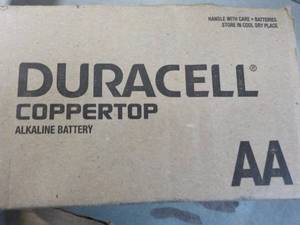 HANDLE WITH CARE • BATTERIES
STORE IN COOL DRY PLACE
DURACELL®
COPPERTOP
ALKALINE BATTERY
AA